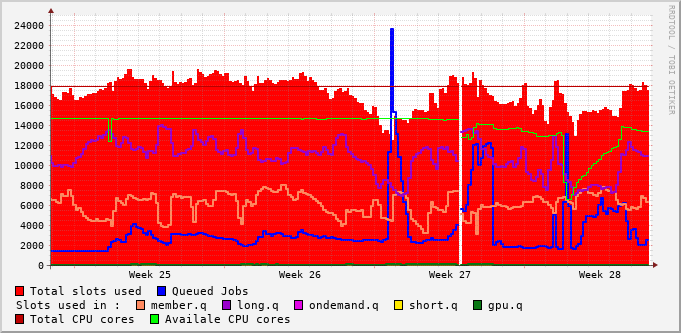 24000
22000
20000
18000
16000
14000
12000
10000
8000
6000
4000
2000
0
Week 25 Week 26 Week 27 Week 28
Total slots used Queued Jobs
Slots used in : member.q long.q ondemand.q short.q gpu.q
Total CPU cores Availale CPU cores
RRDTOOL / TOBI OETIKER